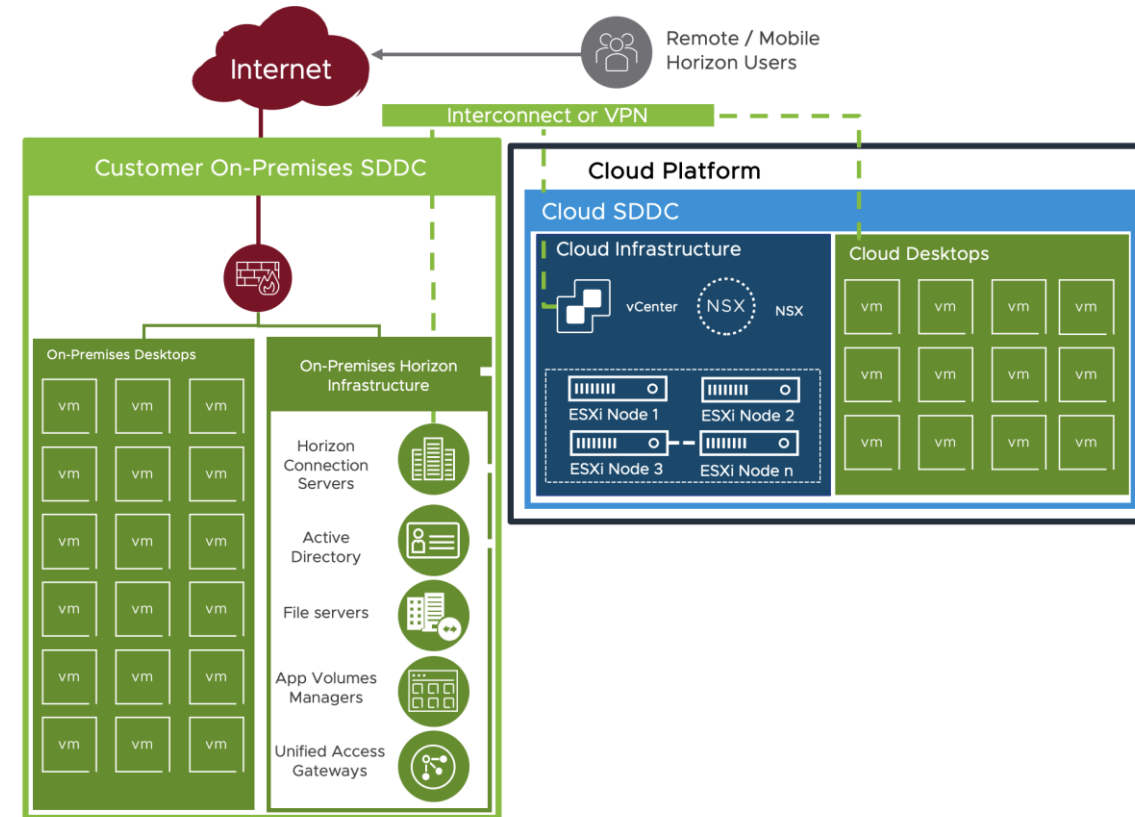 Internet
Remote / Mobile
Horizon Users
Interconnect or VPN
Customer On-Premises SDDC
On-Premises Desktops
vm vm vm
vm vm vm
vm vm vm
vm vm vm
vm vm vm
vm vm vm
On-Premises Horizon
Infrastructure
Horizon
Connection
Servers
Active
Directory
File servers
App Volumes
Managers
Unified Access
Gateways
Cloud Platform
Cloud SDDC
Cloud Infrastructure
vCenter
NSX
NSX
ESXi Node 1
ESXi Node 2
ESXi Node 3
ESXi Node n
Cloud Desktops
vm vm vm vm
vm vm vm vm
vm vm vm vm